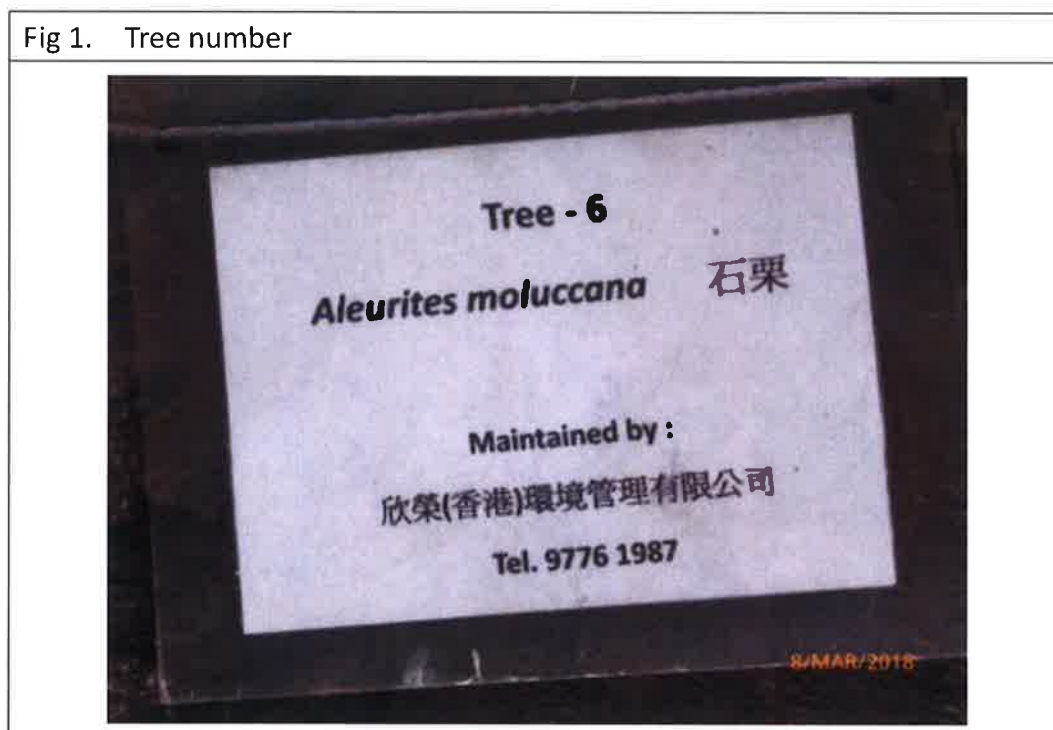 Fig 1. Tree number
Tree - 6
Aleurites moluccana 石栗
Maintained by :
欣榮(香港)環境管理有限公司
Tel. 9776 1987
8/MAR/2018